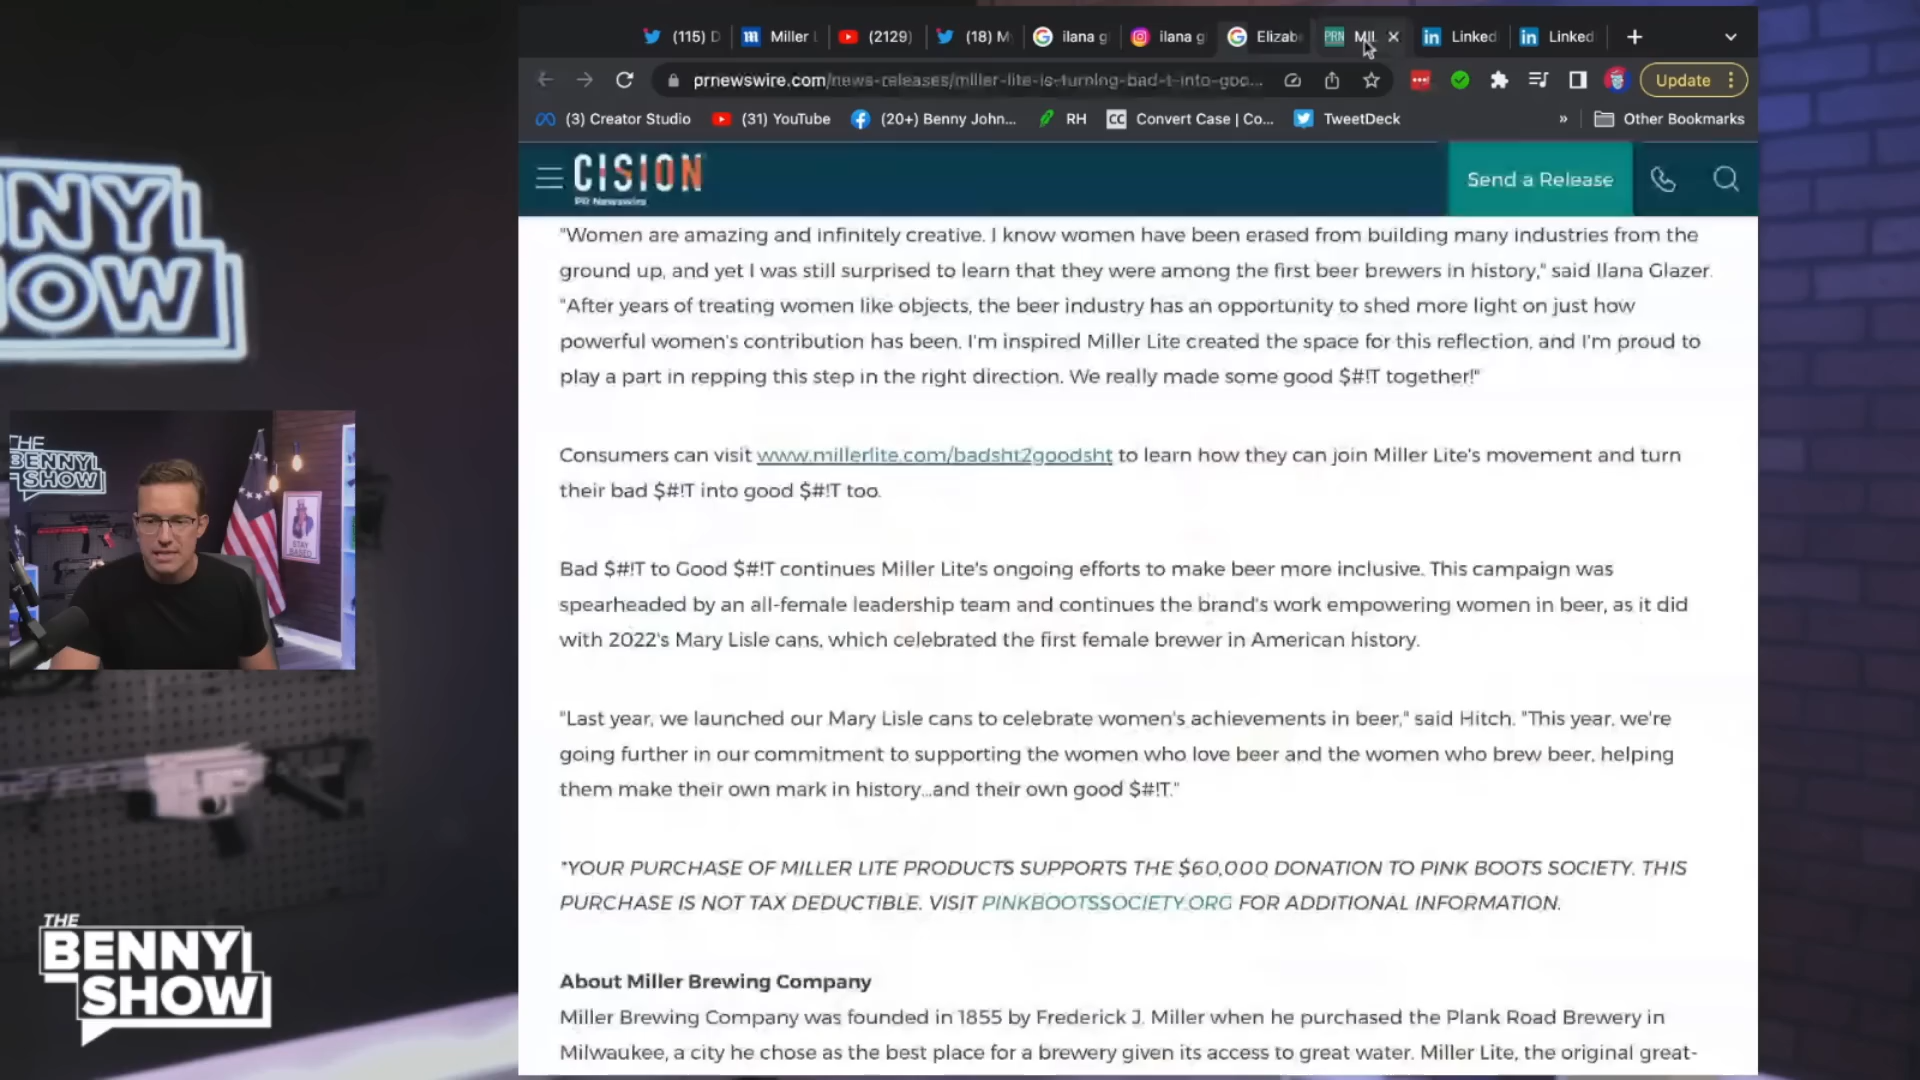 (115) D
Miller L
(2129)
(18) M
ilana g
ilana g
Elizab
PRN
MIL
Linked
Linked
prnewswire.com/news-releases/miller-lite-is-turning-bad-t-into-goo...
Update
(3) Creator Studio
(31) YouTube
(20+) Benny John...
RH
CC
Convert Case | Co...
TweetDeck
»
Other Bookmarks
CISION
PR Newswire
Send a Release
"Women are amazing and infinitely creative. I know women have been erased from building many industries from the
ground up, and yet I was still surprised to learn that they were among the first beer brewers in history," said Ilana Glazer.
"After years of treating women like objects, the beer industry has an opportunity to shed more light on just how
powerful women's contribution has been. I'm inspired Miller Lite created the space for this reflection, and I'm proud to
play a part in repping this step in the right direction. We really made some good $#!T together!"
Consumers can visit www.millerlite.com/badsht2goodsht to learn how they can join Miller Lite's movement and turn
their bad $#!T into good $#!T too.
Bad $#!T to Good $#!T continues Miller Lite's ongoing efforts to make beer more inclusive. This campaign was
spearheaded by an all-female leadership team and continues the brand's work empowering women in beer, as it did
with 2022's Mary Lisle cans, which celebrated the first female brewer in American history.
"Last year, we launched our Mary Lisle cans to celebrate women's achievements in beer," said Hitch. "This year, we're
going further in our commitment to supporting the women who love beer and the women who brew beer, helping
them make their own mark in history...and their own good $#!T."
*YOUR PURCHASE OF MILLER LITE PRODUCTS SUPPORTS THE $60,000 DONATION TO PINK BOOTS SOCIETY. THIS
PURCHASE IS NOT TAX DEDUCTIBLE. VISIT PINKBOOTSSOCIETY.ORG FOR ADDITIONAL INFORMATION.
About Miller Brewing Company
Miller Brewing Company was founded in 1855 by Frederick J. Miller when he purchased the Plank Road Brewery in
Milwaukee, a city he chose as the best place for a brewery given its access to great water. Miller Lite, the original great-
NNY
HOW
THE
BENNY
SHOW
STAY
BASED
THE
BENNY
SHOW